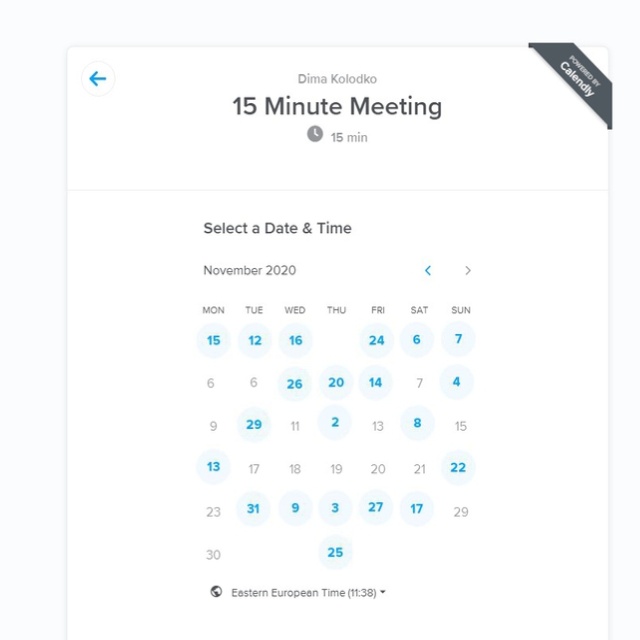 POWERED BY
Calendly
Dima Kolodko
15 Minute Meeting
15 min
Select a Date & Time
November 2020
MON TUE WED THU FRI SAT SUN
15 12 16 24 6 7
6 6 26 20 14 7 4
9 29 11 2 13 8 15
13 17 18 19 20 21 22
23 31 9 3 27 17 29
30 25
Eastern European Time (11:38)